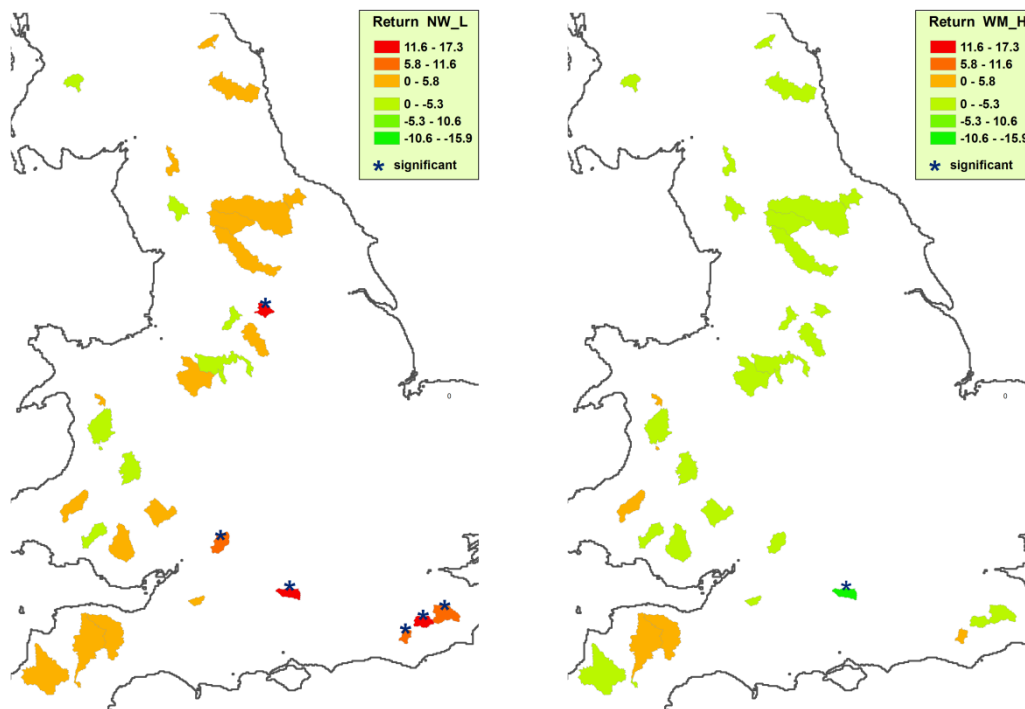 Return NW_L
11.6 - 17.3
5.8 - 11.6
0 - 5.8
0 - -5.3
-5.3 - 10.6
-10.6 - -15.9
* significant
0
Return WM_H
11.6 - 17.3
5.8 - 11.6
0 - 5.8
0 - -5.3
-5.3 - 10.6
-10.6 - -15.9
* significant
0